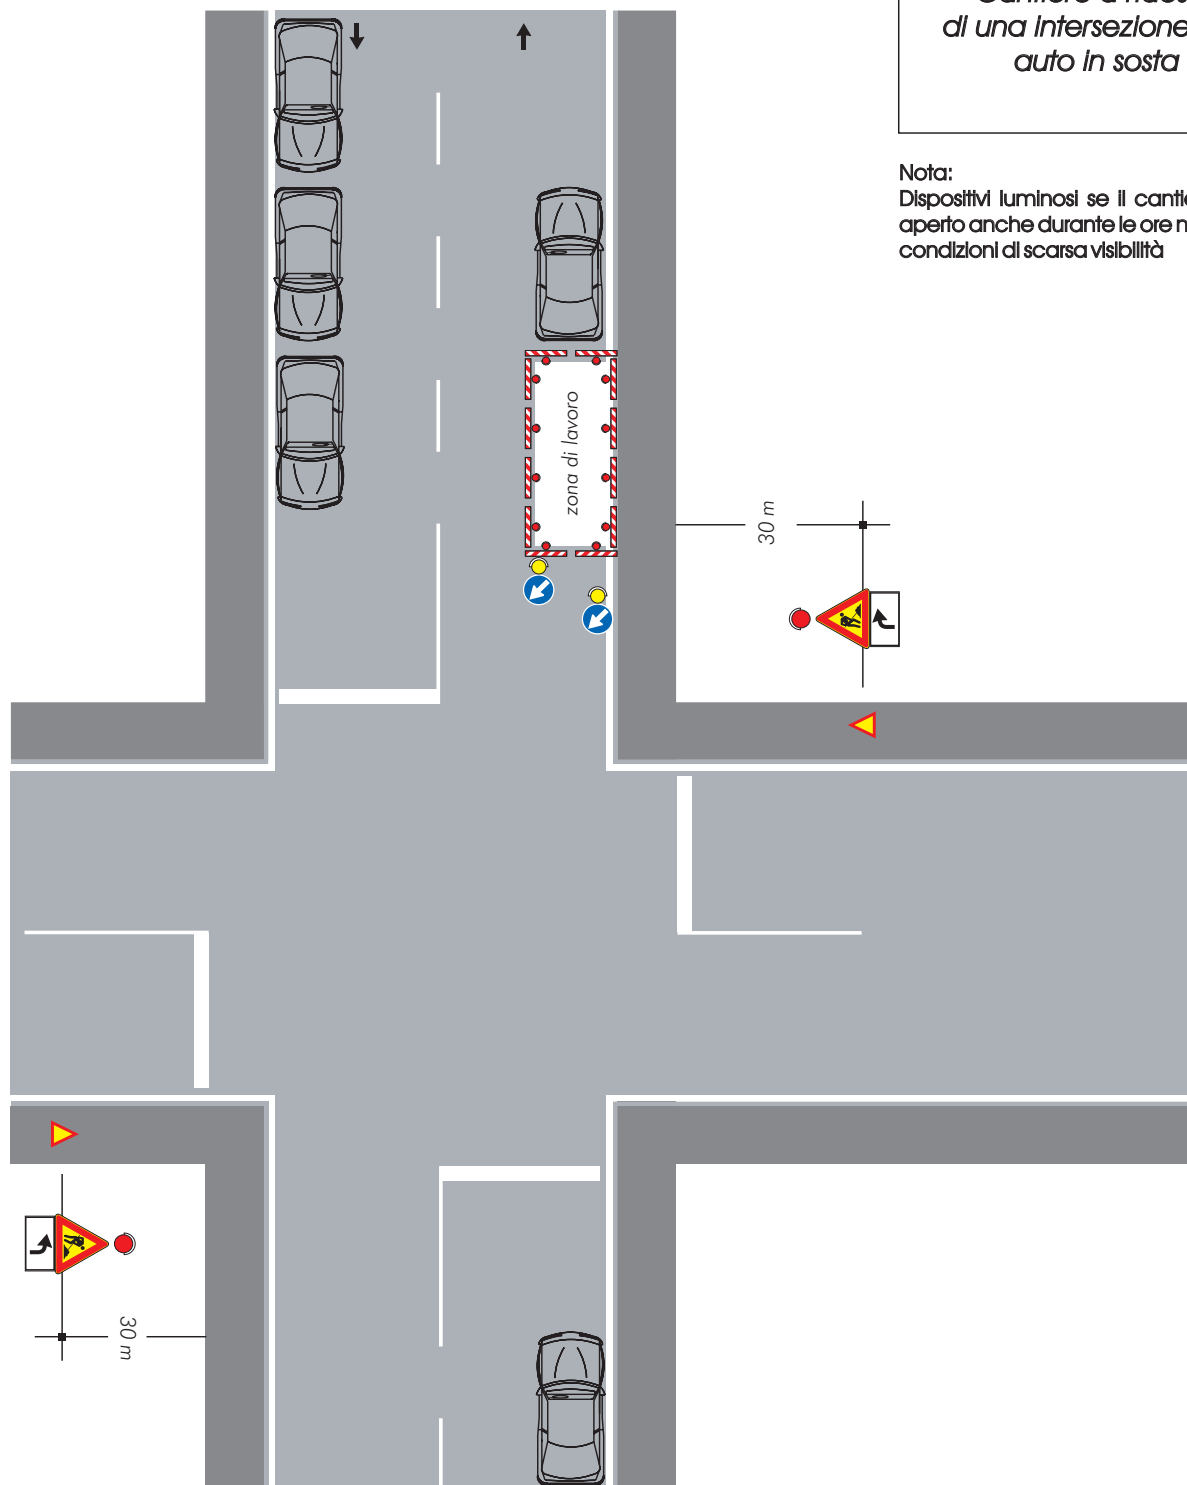 di una intersezione
auto in sosta
Nota:
Dispositivi luminosi se il
aperto anche durante le ore
condizioni di scarsa visibilità
zona di lavoro
30 m
30 m